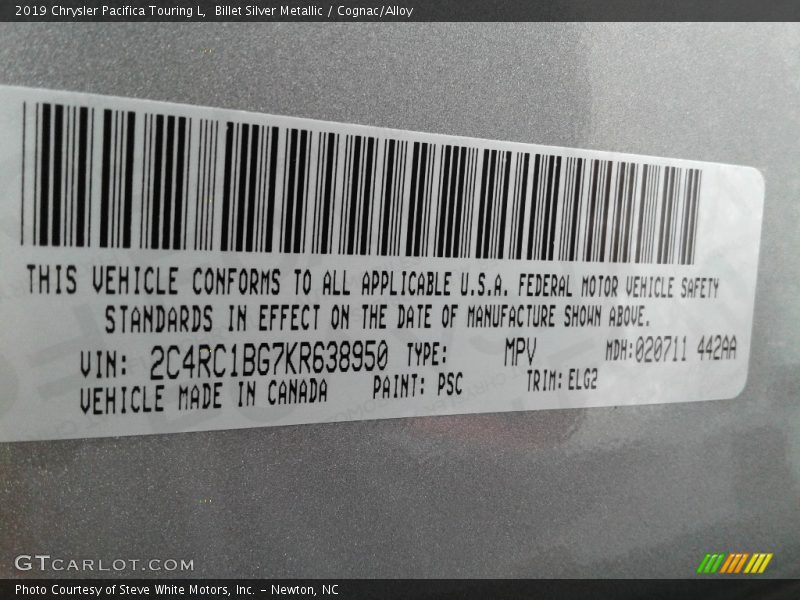 2019 Chrysler Pacifica Touring L,  Billet Silver Metallic / Cognac/Alloy
THIS VEHICLE CONFORMS TO ALL APPLICABLE U.S.A. FEDERAL MOTOR VEHICLE SAFETY
STANDARDS IN EFFECT ON THE DATE OF MANUFACTURE SHOWN ABOVE.
VIN: 2C4RC1BG7KR638950 TYPE: MPV MDH:020711 442AA
VEHICLE MADE IN CANADA PAINT: PSC TRIM:ELG2
GTCARLOT.COM
Photo Courtesy of Steve White Motors, Inc. – Newton, NC